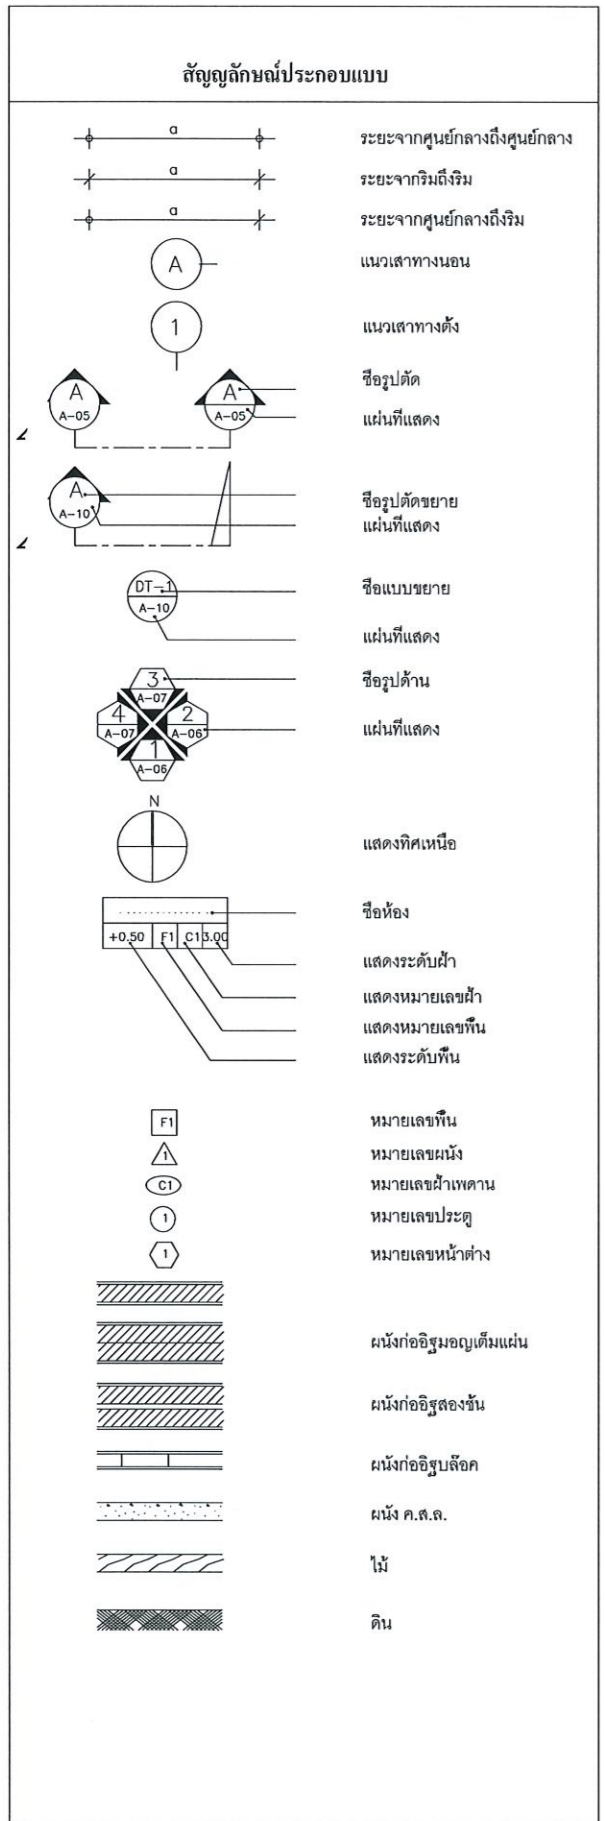 สัญญลักษณ์ประกอบแบบ
a ระยะจากศูนย์กลางถึงศูนย์กลาง
a ระยะจากริมถึงริม
a ระยะจากศูนย์กลางถึงริม
A แนวเสาทางนอน
1 แนวเสาทางตั้ง
A A ชื่อรูปตัด
A-05 A-05 แผ่นที่แสดง
A ชื่อรูปตัดขยาย
A-10 แผ่นที่แสดง
DT-1 ชื่อแบบขยาย
A-10 แผ่นที่แสดง
3 ชื่อรูปด้าน
A-07
4 2
A-07 A-06 แผ่นที่แสดง
1
A-06
N
แสดงทิศเหนือ
ชื่อห้อง
+0.50 F1 C1 3.00
แสดงระดับฝ้า
แสดงหมายเลขฝ้า
แสดงหมายเลขพื้น
แสดงระดับพื้น
F1 หมายเลขพื้น
1 หมายเลขผนัง
C1 หมายเลขฝ้าเพดาน
1 หมายเลขประตู
1 หมายเลขหน้าต่าง
ผนังก่ออิฐมอญเต็มแผ่น
ผนังก่ออิฐสองชั้น
ผนังก่ออิฐบล๊อค
ผนัง ค.ส.ล.
ไม้
ดิน